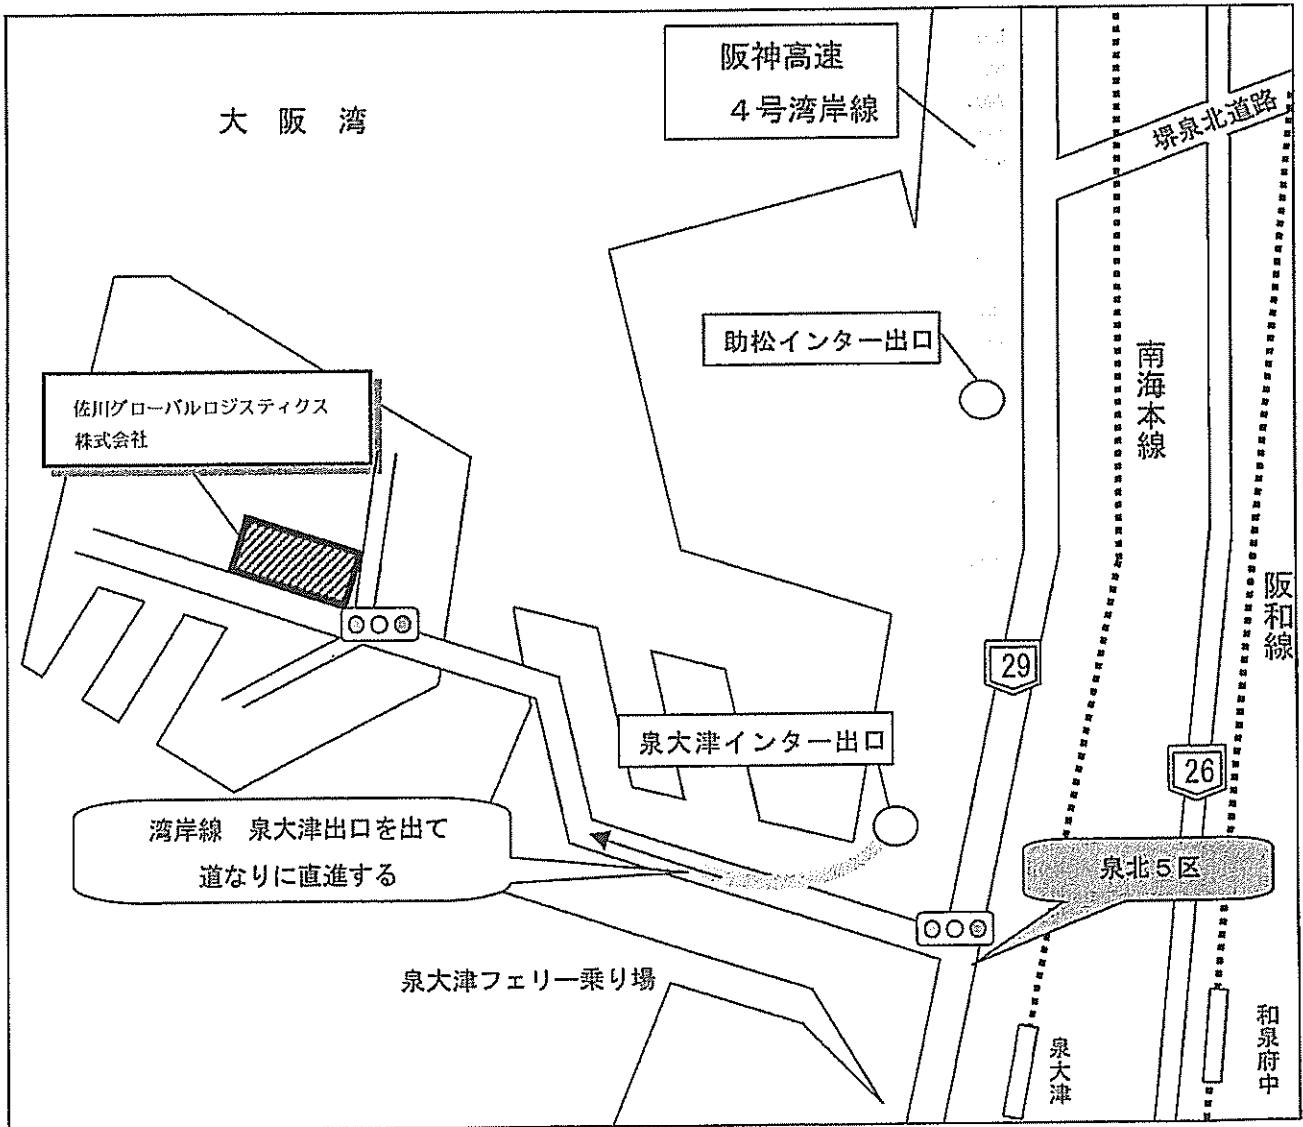 阪神高速
4号湾岸線
大阪湾
堺泉北道路
助松インター出口
南海本線
佐川グローバルロジスティクス
株式会社
阪和線
29
泉大津インター出口
26
湾岸線 泉大津出口を出て
道なりに直進する
泉北5区
泉大津フェリー乗り場
泉大津
和泉府中